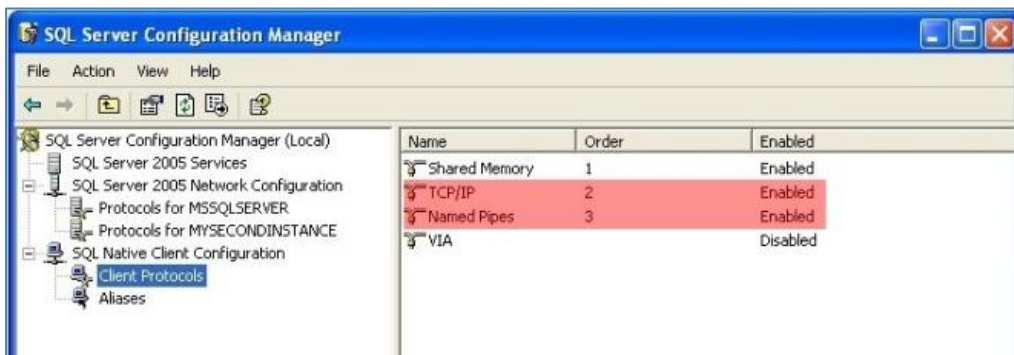 SQL Server Configuration Manager
File Action View Help
SQL Server Configuration Manager (Local)
SQL Server 2005 Services
SQL Server 2005 Network Configuration
Protocols for MSSQLSERVER
Protocols for MYSECONDINSTANCE
SQL Native Client Configuration
Client Protocols
Aliases
Name Order Enabled
Shared Memory 1 Enabled
TCP/IP 2 Enabled
Named Pipes 3 Enabled
VIA Disabled